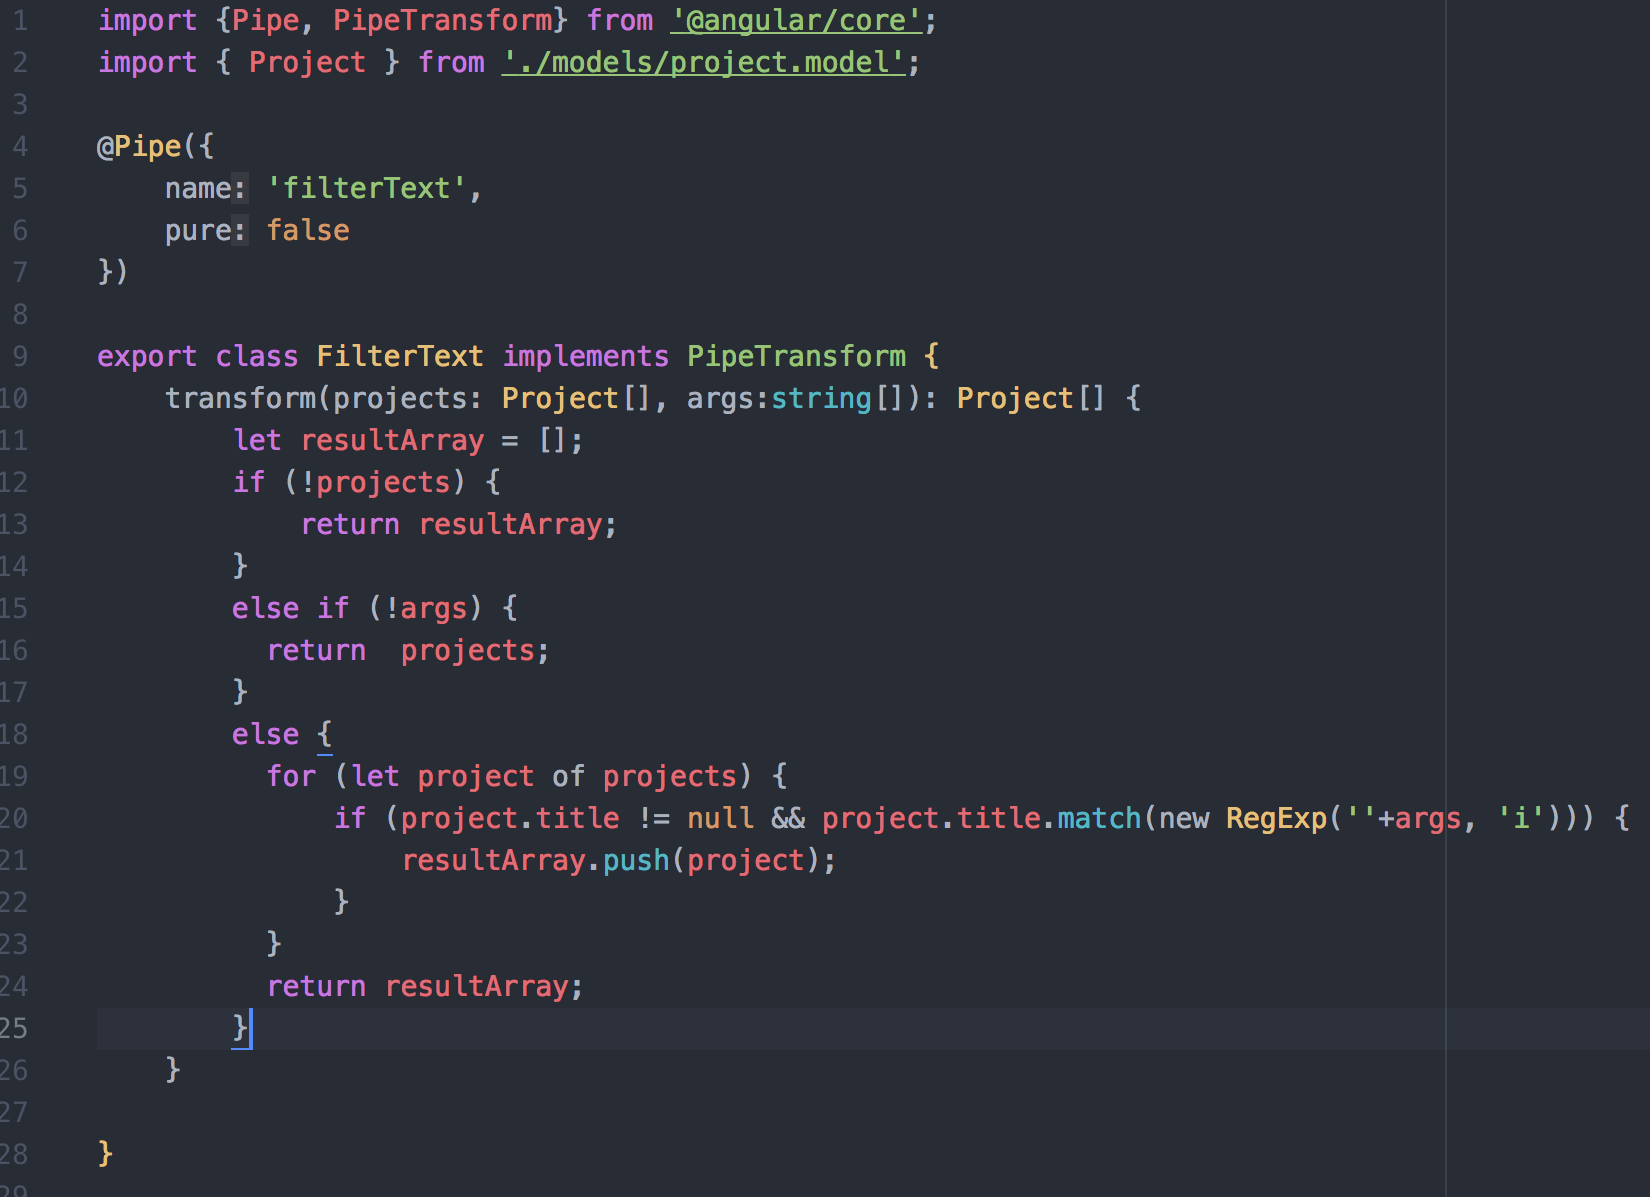 1 import {Pipe, PipeTransform} from '@angular/core';
2 import { Project } from './models/project.model';
3
4 @Pipe({
5     name: 'filterText',
6     pure: false
7 })
8
9 export class FilterText implements PipeTransform {
10     transform(projects: Project[], args:string[]): Project[] {
11         let resultArray = [];
12         if (!projects) {
13             return resultArray;
14         }
15         else if (!args) {
16           return  projects;
17         }
18         else {
19           for (let project of projects) {
20               if (project.title != null && project.title.match(new RegExp(''+args, 'i'))) {
21                   resultArray.push(project);
22               }
23           }
24           return resultArray;
25         }
26     }
27
28 }
29